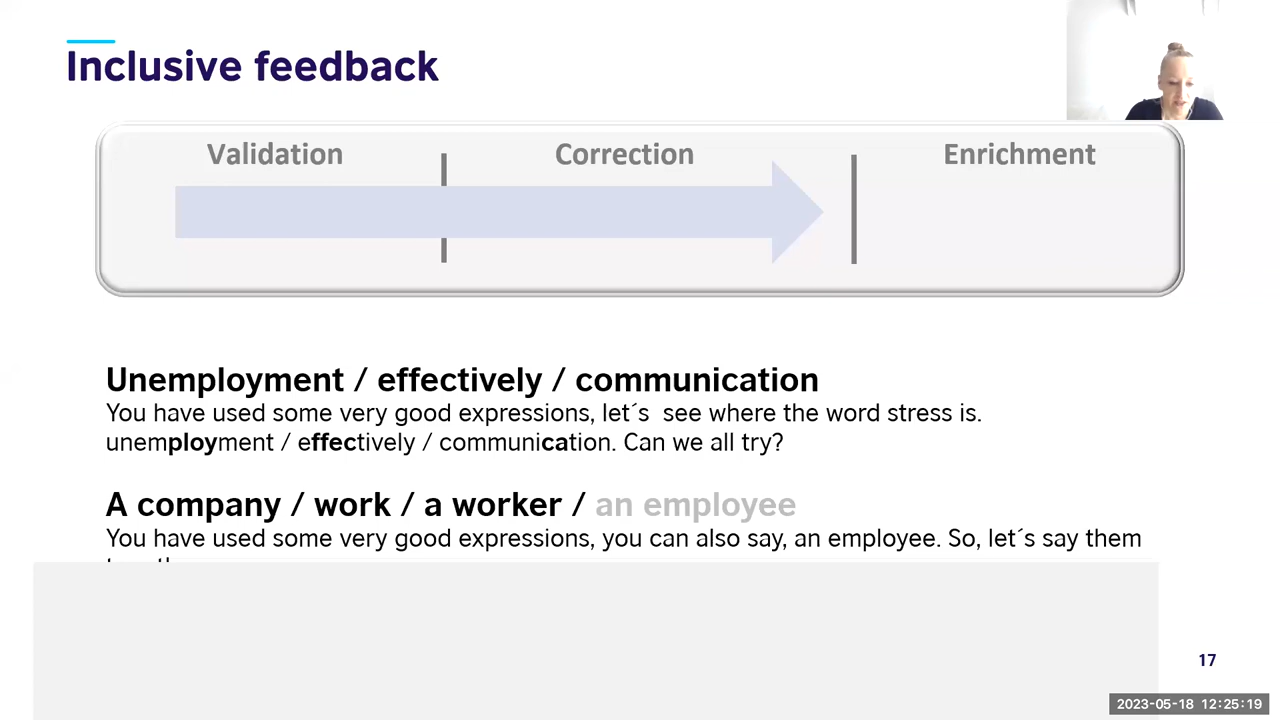 Inclusive feedback
Validation
Correction
Enrichment
Unemployment / effectively / communication
You have used some very good expressions, let´s  see where the word stress is.
unemployment / effectively / communication. Can we all try?
A company / work / a worker / an employee
You have used some very good expressions, you can also say, an employee. So, let´s say them
17
2023-05-18 12:25:19